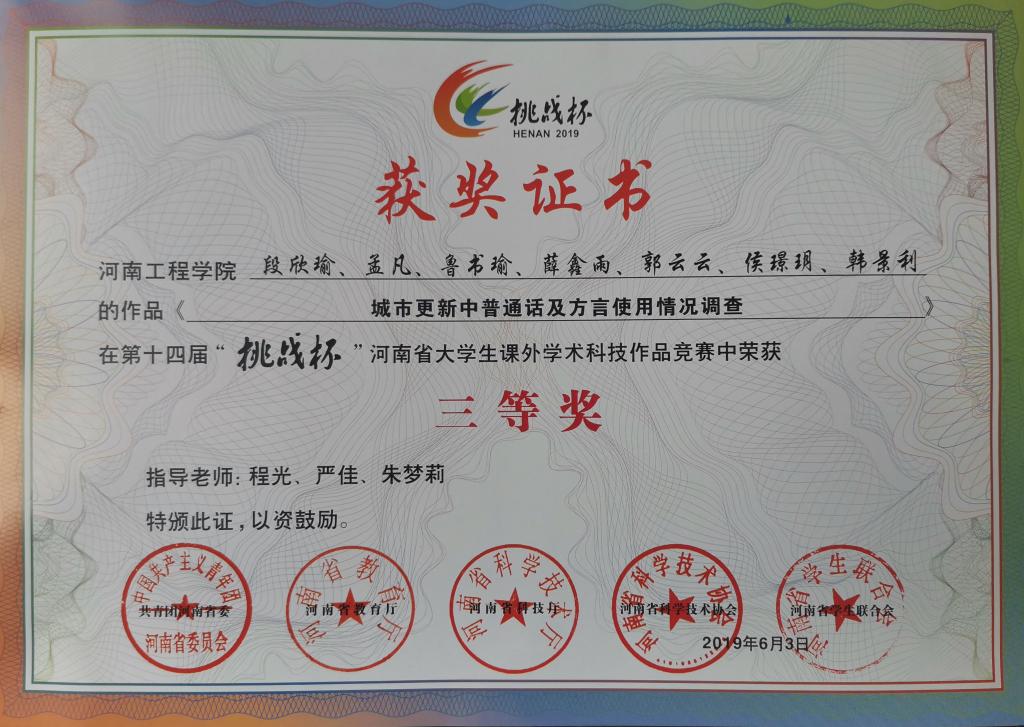 挑战杯
HENAN 2019
获奖证书
河南工程学院 段欣瑜、孟凡、鲁书瑜、薛鑫雨、郭云云、侯璟玥、韩景利
的作品《城市更新中普通话及方言使用情况调查》
在第十四届“挑战杯”河南省大学生课外学术科技作品竞赛中荣获
三等奖
指导老师：程光、严佳、朱梦莉
特颁此证，以资鼓励。
中国共产主义青年团
河南省教育厅
河南省科学技术厅
河南省科学技术协会
河南省学生联合会
共青团河南省委
河南省教育厅
河南省科技厅
河南省科学技术协会
河南省学生联合会
河南省委员会
2019年6月3日